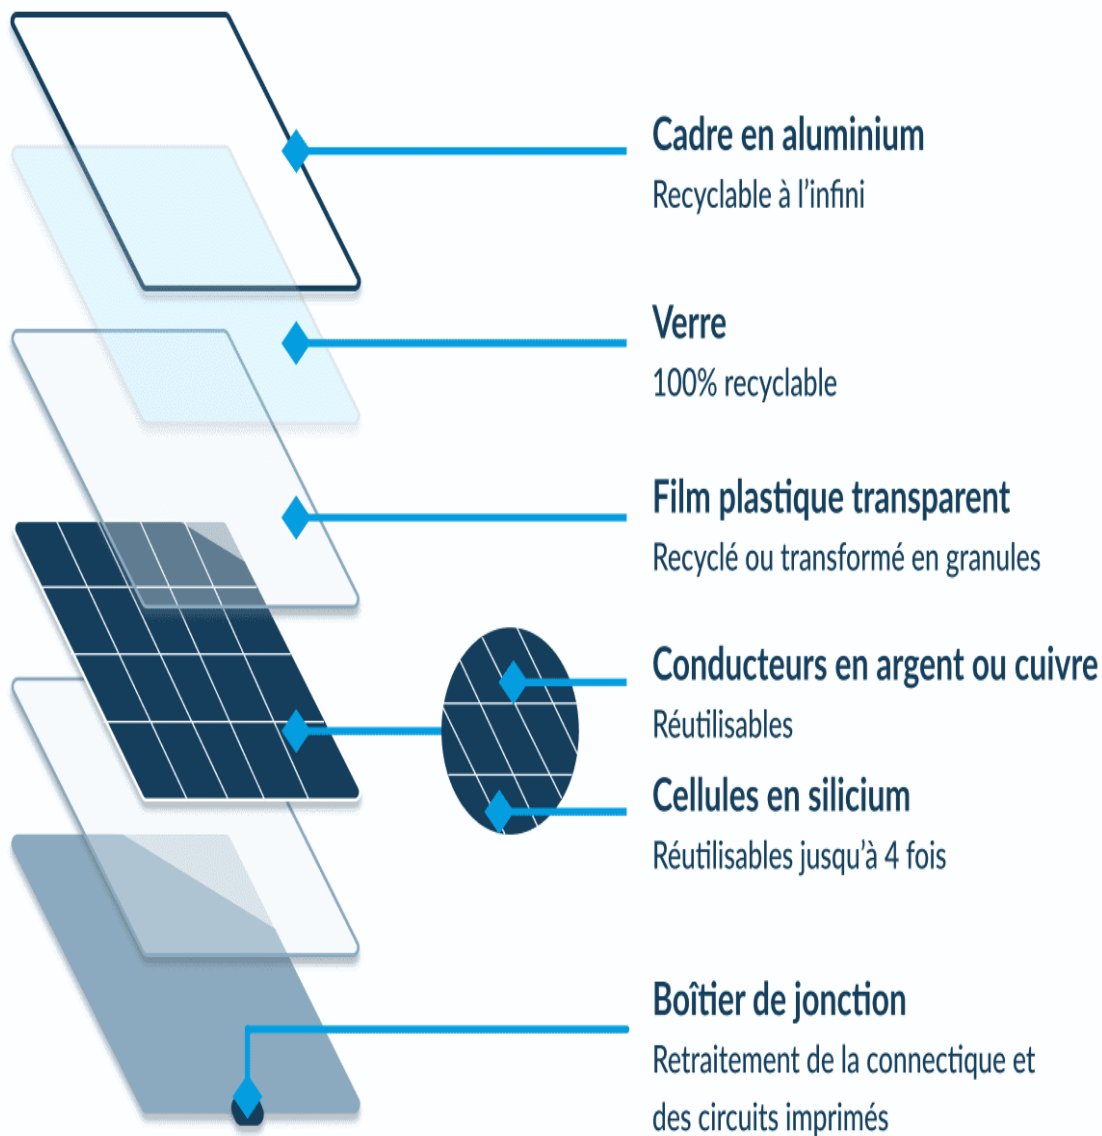 Cadre en aluminium
Recyclable à l’infini
Verre
100% recyclable
Film plastique transparent
Recyclé ou transformé en granules
Conducteurs en argent ou cuivre
Réutilisables
Cellules en silicium
Réutilisables jusqu’à 4 fois
Boîtier de jonction
Retraitement de la connectique et
des circuits imprimés